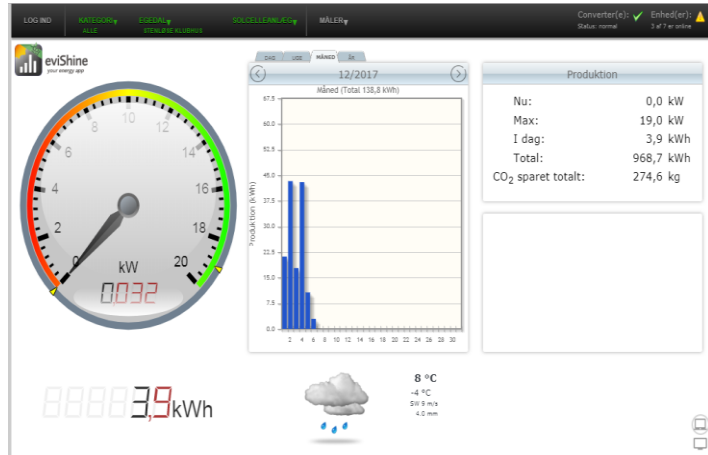 LOG IND
KATEGORI
ALLE
EGEDAL
STENLØSE KLUBHUS
SOLCELLEANLÆG
MÅLER
Converter(e):
Status: normal
Enhed(er):
3 af 7 er online
eviShine
your energy app
0 2 4 6 8 10 12 14 16 18 20
kW
0,032
3,9 kWh
DAG UGE MÅNED ÅR
12/2017
Måned (Total 138,8 kWh)
Produktion (kWh)
67.5
60.0
52.5
45.0
37.5
30.0
22.5
15.0
7.5
0.0
2 4 6 8 10 12 14 16 18 20 22 24 26 28 30
8 °C
-4 °C
SW 9 m/s
4.0 mm
Produktion
Nu: 0,0 kW
Max: 19,0 kW
I dag: 3,9 kWh
Total: 968,7 kWh
CO2 sparet totalt: 274,6 kg